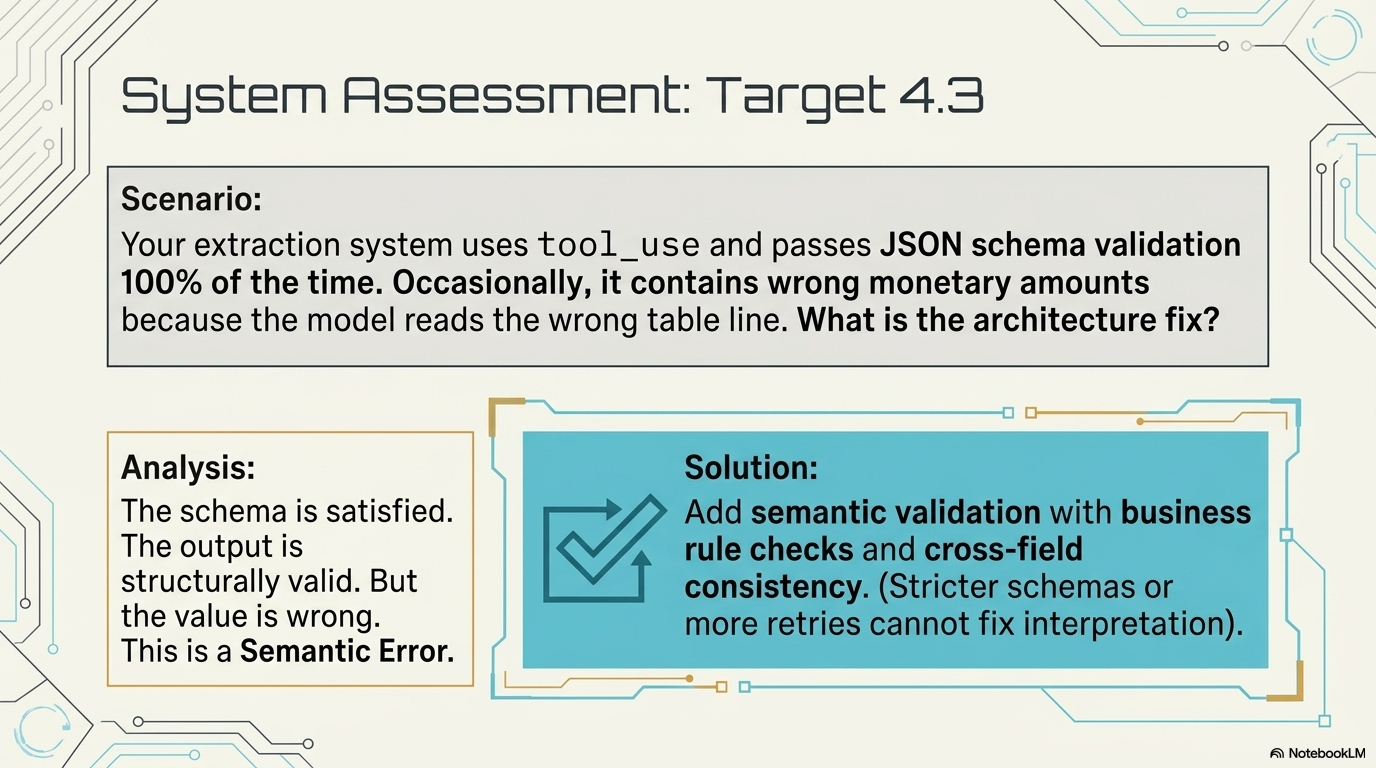 System Assessment: Target 4.3
Scenario:
Your extraction system uses tool_use and passes JSON schema validation
100% of the time. Occasionally, it contains wrong monetary amounts
because the model reads the wrong table line. What is the architecture fix?
Analysis:
The schema is satisfied.
The output is
structurally valid. But
the value is wrong.
This is a Semantic Error.
Solution:
Add semantic validation with business
rule checks and cross-field
consistency. (Stricter schemas or
more retries cannot fix interpretation).
NotebookLM